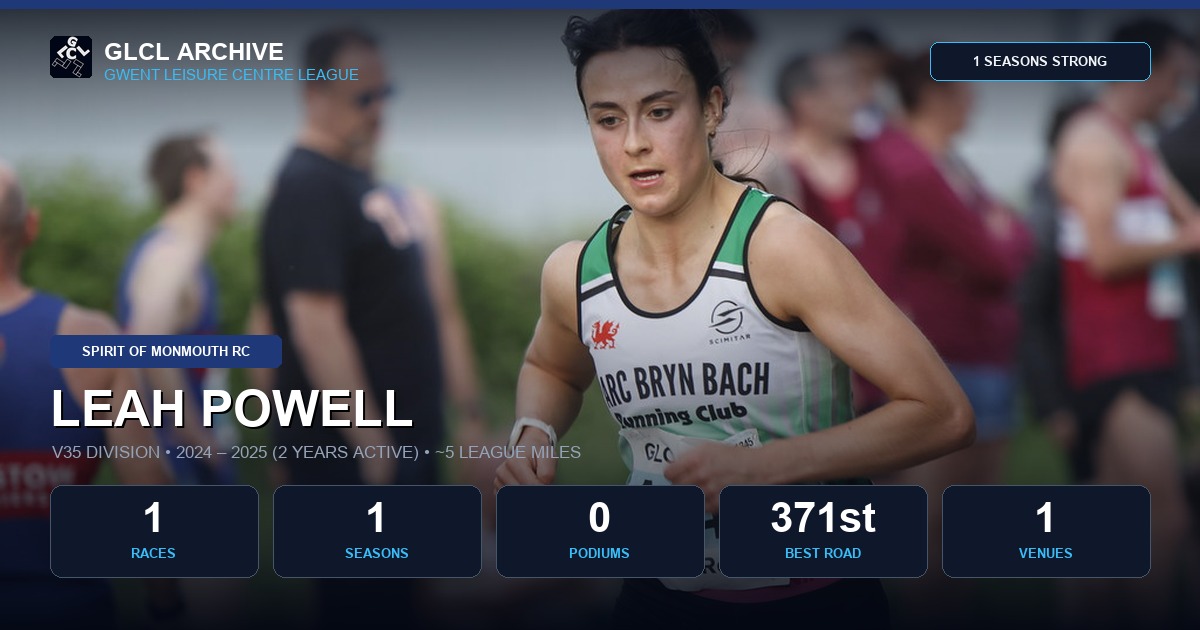 GLCL ARCHIVE
GWENT LEISURE CENTRE LEAGUE
1 SEASONS STRONG
SCIMITAR
ARC BRYN BACH
Running Club
SPIRIT OF MONMOUTH RC
LEAH POWELL
V35 DIVISION • 2024 – 2025 (2 YEARS ACTIVE) • ~5 LEAGUE MILES
1
RACES
1
SEASONS
0
PODIUMS
371st
BEST ROAD
1
VENUES